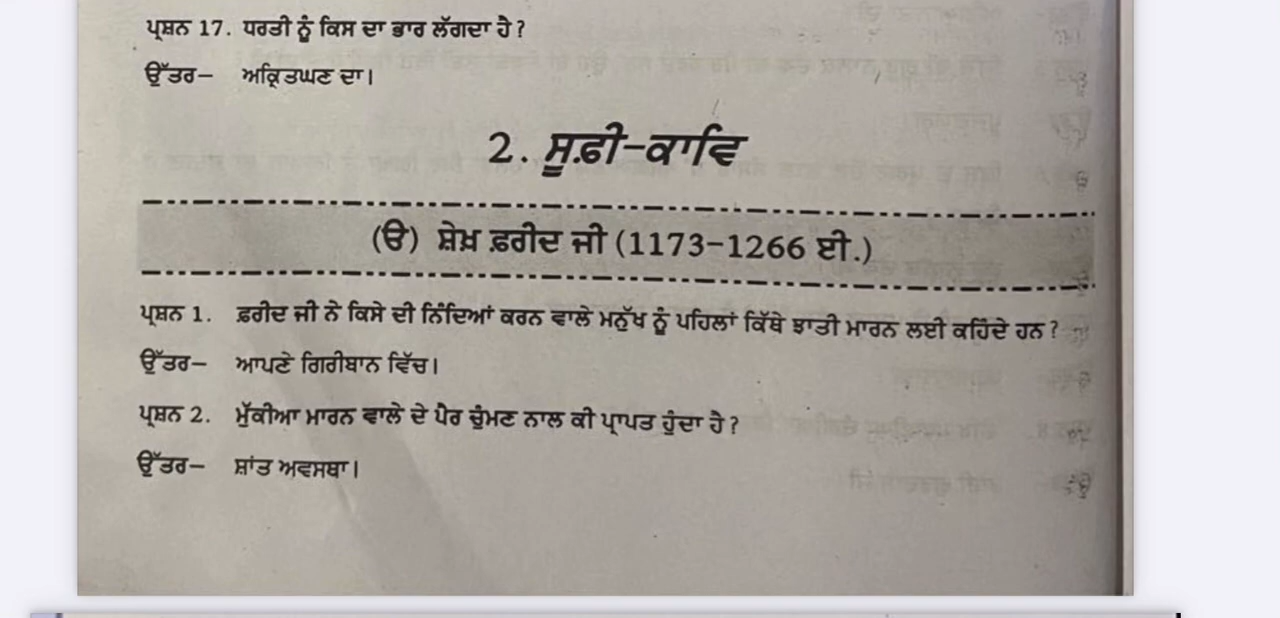 ਪ੍ਰਸ਼ਨ 17. ਧਰਤੀ ਨੂੰ ਕਿਸ ਦਾ ਭਾਰ ਲੱਗਦਾ ਹੈ?
ਉੱਤਰ– ਅਕ੍ਰਿਤਘਣ ਦਾ।
2. ਸੂਫ਼ੀ-ਕਾਵਿ
(ੳ) ਸ਼ੇਖ਼ ਫ਼ਰੀਦ ਜੀ (1173-1266 ਈ.)
ਪ੍ਰਸ਼ਨ 1. ਫ਼ਰੀਦ ਜੀ ਨੇ ਕਿਸੇ ਦੀ ਨਿੰਦਿਆਂ ਕਰਨ ਵਾਲੇ ਮਨੁੱਖ ਨੂੰ ਪਹਿਲਾਂ ਕਿੱਥੇ ਝਾਤੀ ਮਾਰਨ ਲਈ ਕਹਿੰਦੇ ਹਨ?
ਉੱਤਰ– ਆਪਣੇ ਗਿਰੀਬਾਨ ਵਿੱਚ।
ਪ੍ਰਸ਼ਨ 2. ਮੁੱਕੀਆ ਮਾਰਨ ਵਾਲੇ ਦੇ ਪੈਰ ਚੁੰਮਣ ਨਾਲ ਕੀ ਪ੍ਰਾਪਤ ਹੁੰਦਾ ਹੈ?
ਉੱਤਰ– ਸ਼ਾਂਤ ਅਵਸਥਾ।